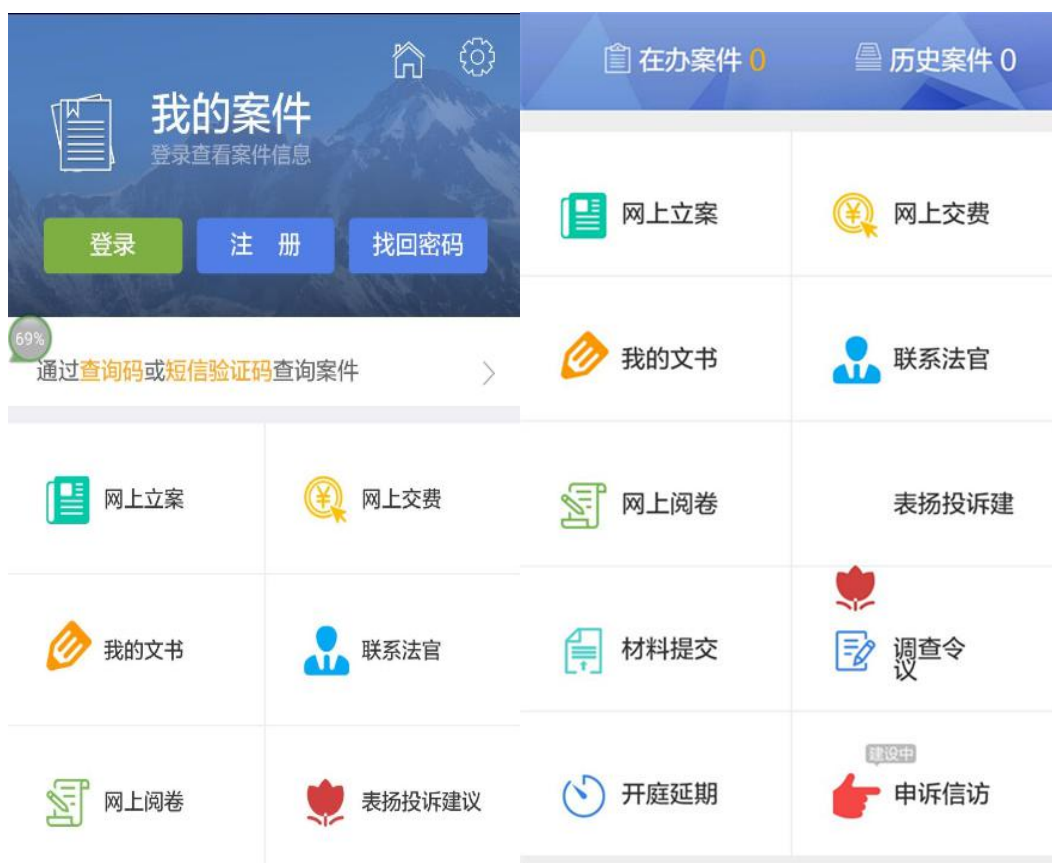 我的案件
登录查看案件信息
登录 注 册 找回密码
69%
通过查询码或短信验证码查询案件
网上立案 网上交费
我的文书 联系法官
网上阅卷 表扬投诉建议
在办案件 0 历史案件 0
网上立案 网上交费
我的文书 联系法官
网上阅卷 表扬投诉建
材料提交 调查令
议
建设中
开庭延期 申诉信访